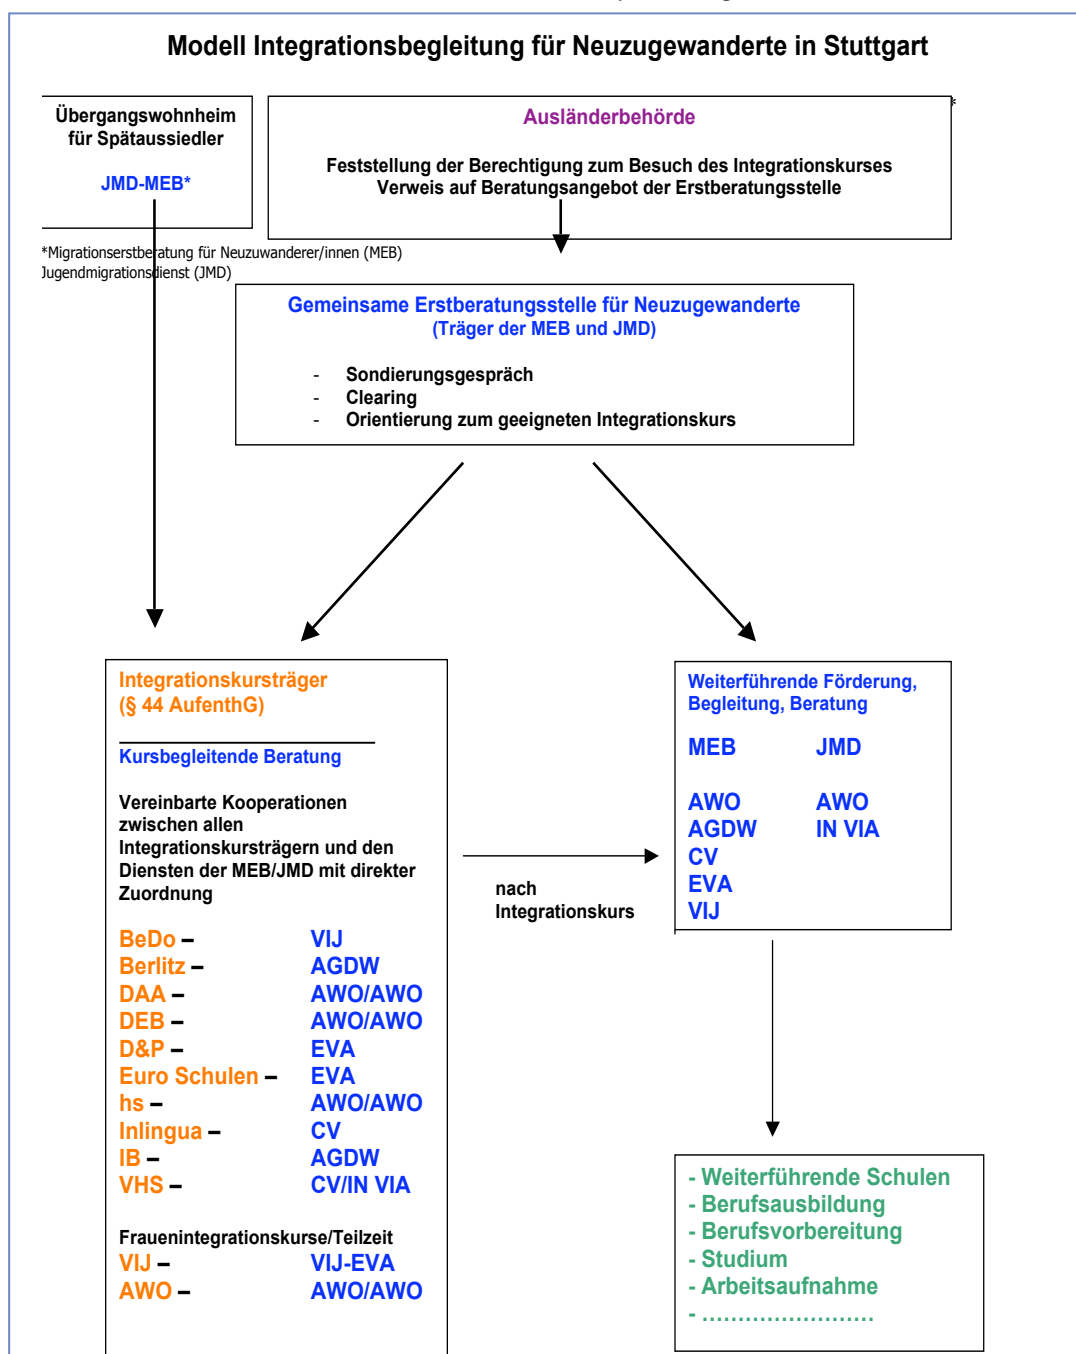 Modell Integrationsbegleitung für Neuzugewanderte in Stuttgart
Übergangswohnheim
für Spätaussiedler
JMD-MEB*
*
Ausländerbehörde
Feststellung der Berechtigung zum Besuch des Integrationskurses
Verweis auf Beratungsangebot der Erstberatungsstelle
*Migrationserstberatung für Neuzuwanderer/innen (MEB)
Jugendmigrationsdienst (JMD)
Gemeinsame Erstberatungsstelle für Neuzugewanderte
(Träger der MEB und JMD)
- Sondierungsgespräch
- Clearing
- Orientierung zum geeigneten Integrationskurs
Integrationskursträger
(§ 44 AufenthG)
Kursbegleitende Beratung
Vereinbarte Kooperationen
zwischen allen
Integrationskursträgern und den
Diensten der MEB/JMD mit direkter
Zuordnung
BeDo – VIJ
Berlitz – AGDW
DAA – AWO/AWO
DEB – AWO/AWO
D&P – EVA
Euro Schulen – EVA
hs – AWO/AWO
Inlingua – CV
IB – AGDW
VHS – CV/IN VIA
Frauenintegrationskurse/Teilzeit
VIJ – VIJ-EVA
AWO – AWO/AWO
nach
Integrationskurs
Weiterführende Förderung,
Begleitung, Beratung
MEB JMD
AWO AWO
AGDW IN VIA
CV
EVA
VIJ
- Weiterführende Schulen
- Berufsausbildung
- Berufsvorbereitung
- Studium
- Arbeitsaufnahme
- ........................